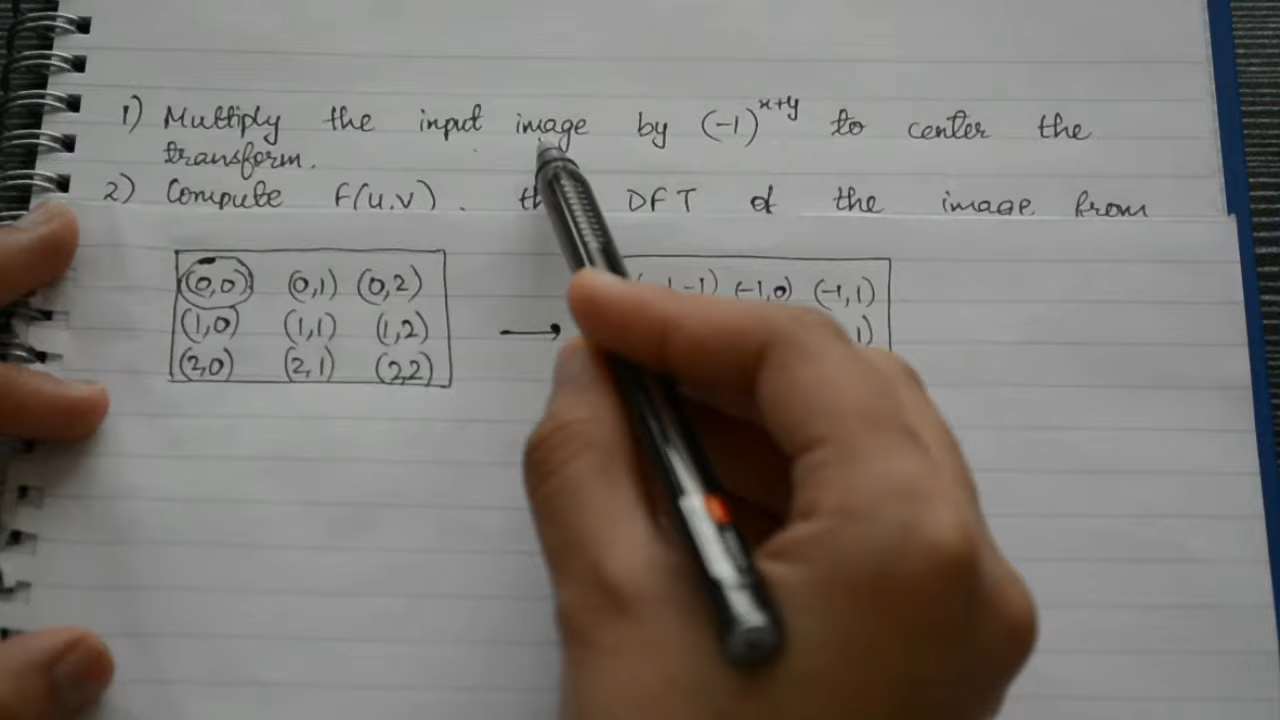 1) Multiply the input image by (-1)^x+y to center the
transform.
2) Compute F(u,v). DFT of the image from
(0,0) (0,1) (0,2) (-1,0) (-1,1)
(1,0) (1,1) (1,2) →
(2,0) (2,1) (2,2)